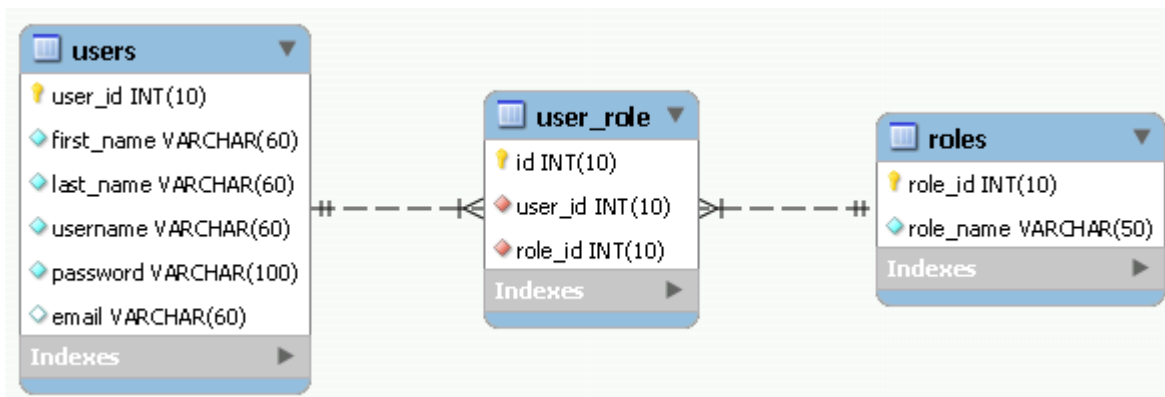 users
user_id INT(10)
first_name VARCHAR(60)
last_name VARCHAR(60)
username VARCHAR(60)
password VARCHAR(100)
email VARCHAR(60)
Indexes
user_role
id INT(10)
user_id INT(10)
role_id INT(10)
Indexes
roles
role_id INT(10)
role_name VARCHAR(50)
Indexes